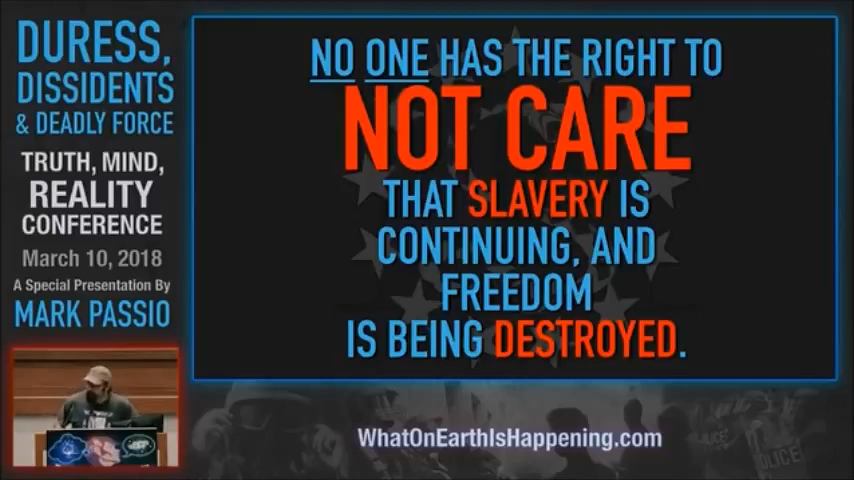 DURESS,
DISSIDENTS
& DEADLY FORCE
TRUTH, MIND,
REALITY
CONFERENCE
March 10, 2018
A Special Presentation By
MARK PASSIO
NO ONE HAS THE RIGHT TO
NOT CARE
THAT SLAVERY IS
CONTINUING, AND
FREEDOM
IS BEING DESTROYED.
WhatOnEarthIsHappening.com
POLICE